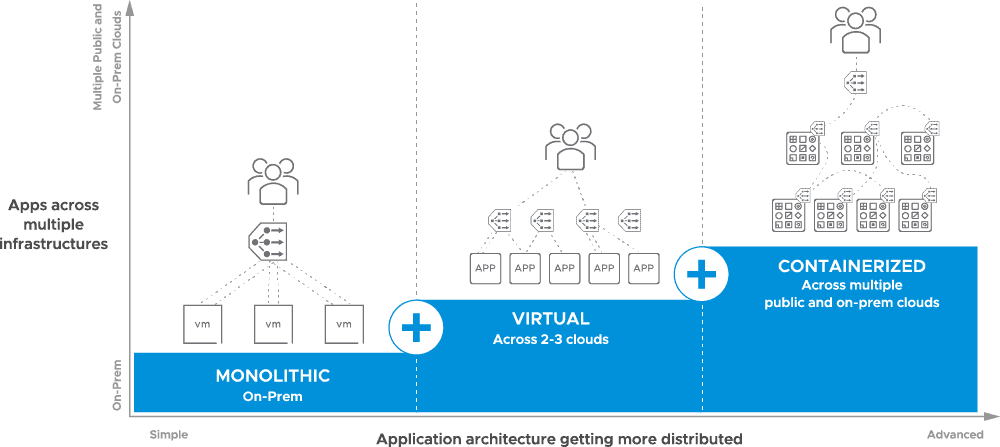 Multiple Public and
On-Prem Clouds
Apps across
multiple
infrastructures
On-Prem
vm
vm
vm
MONOLITHIC
On-Prem
APP
APP
APP
APP
APP
VIRTUAL
Across 2-3 clouds
CONTAINERIZED
Across multiple
public and on-prem clouds
Simple
Application architecture getting more distributed
Advanced